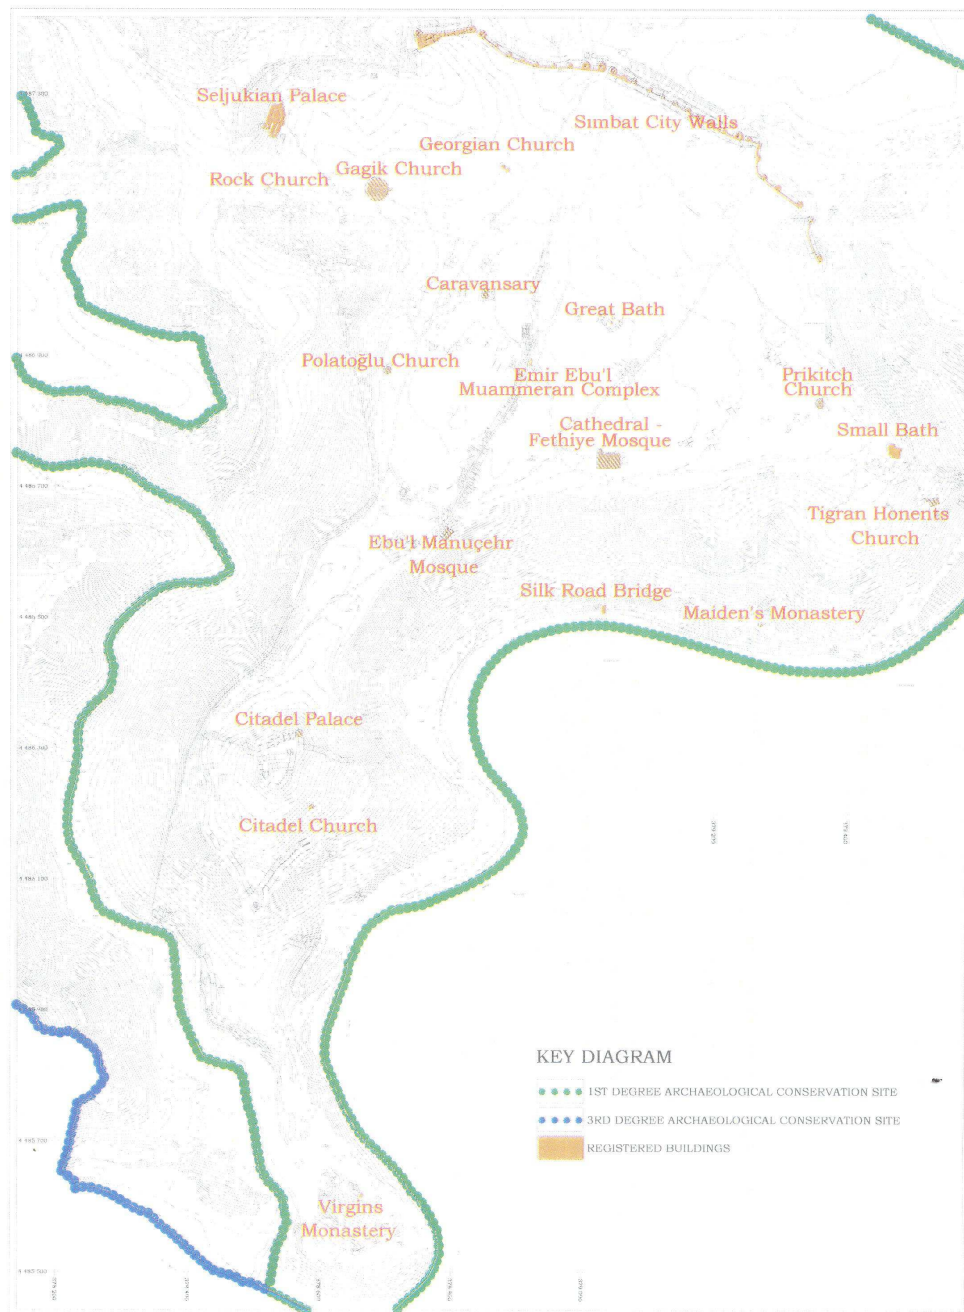 Seljukian Palace
Simbat City Walls
Georgian Church
Gagik Church
Rock Church
Caravansary
Great Bath
Polatoğlu Church
Emir Ebu'l
Muammeran Complex
Prikitch
Church
Cathedral -
Fethiye Mosque
Small Bath
Tigran Honents
Church
Ebu'l Manuçehr
Mosque
Silk Road Bridge
Maiden's Monastery
Citadel Palace
Citadel Church
KEY DIAGRAM
1ST DEGREE ARCHAEOLOGICAL CONSERVATION SITE
3RD DEGREE ARCHAEOLOGICAL CONSERVATION SITE
REGISTERED BUILDINGS
Virgins
Monastery